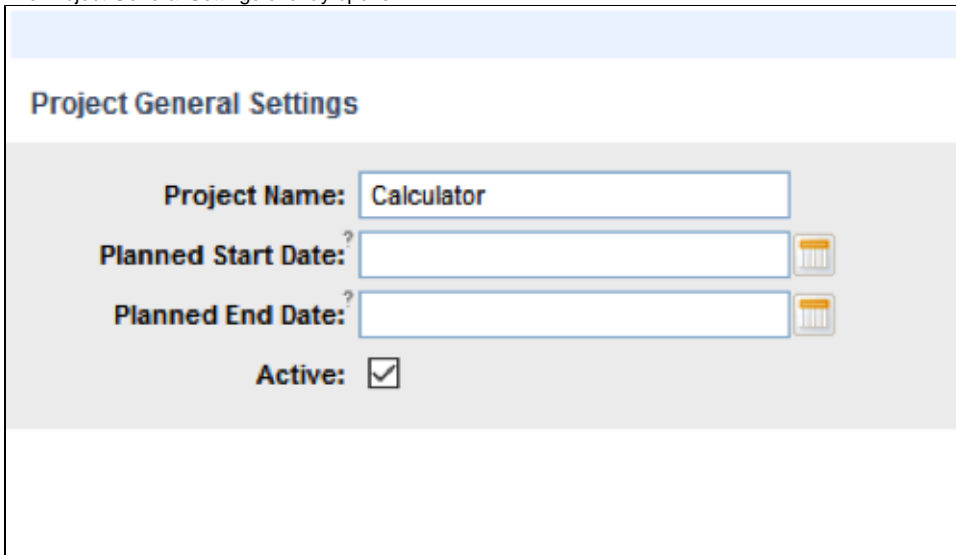 Project General Settings
Project Name: Calculator
Planned Start Date:?
Planned End Date:?
Active: